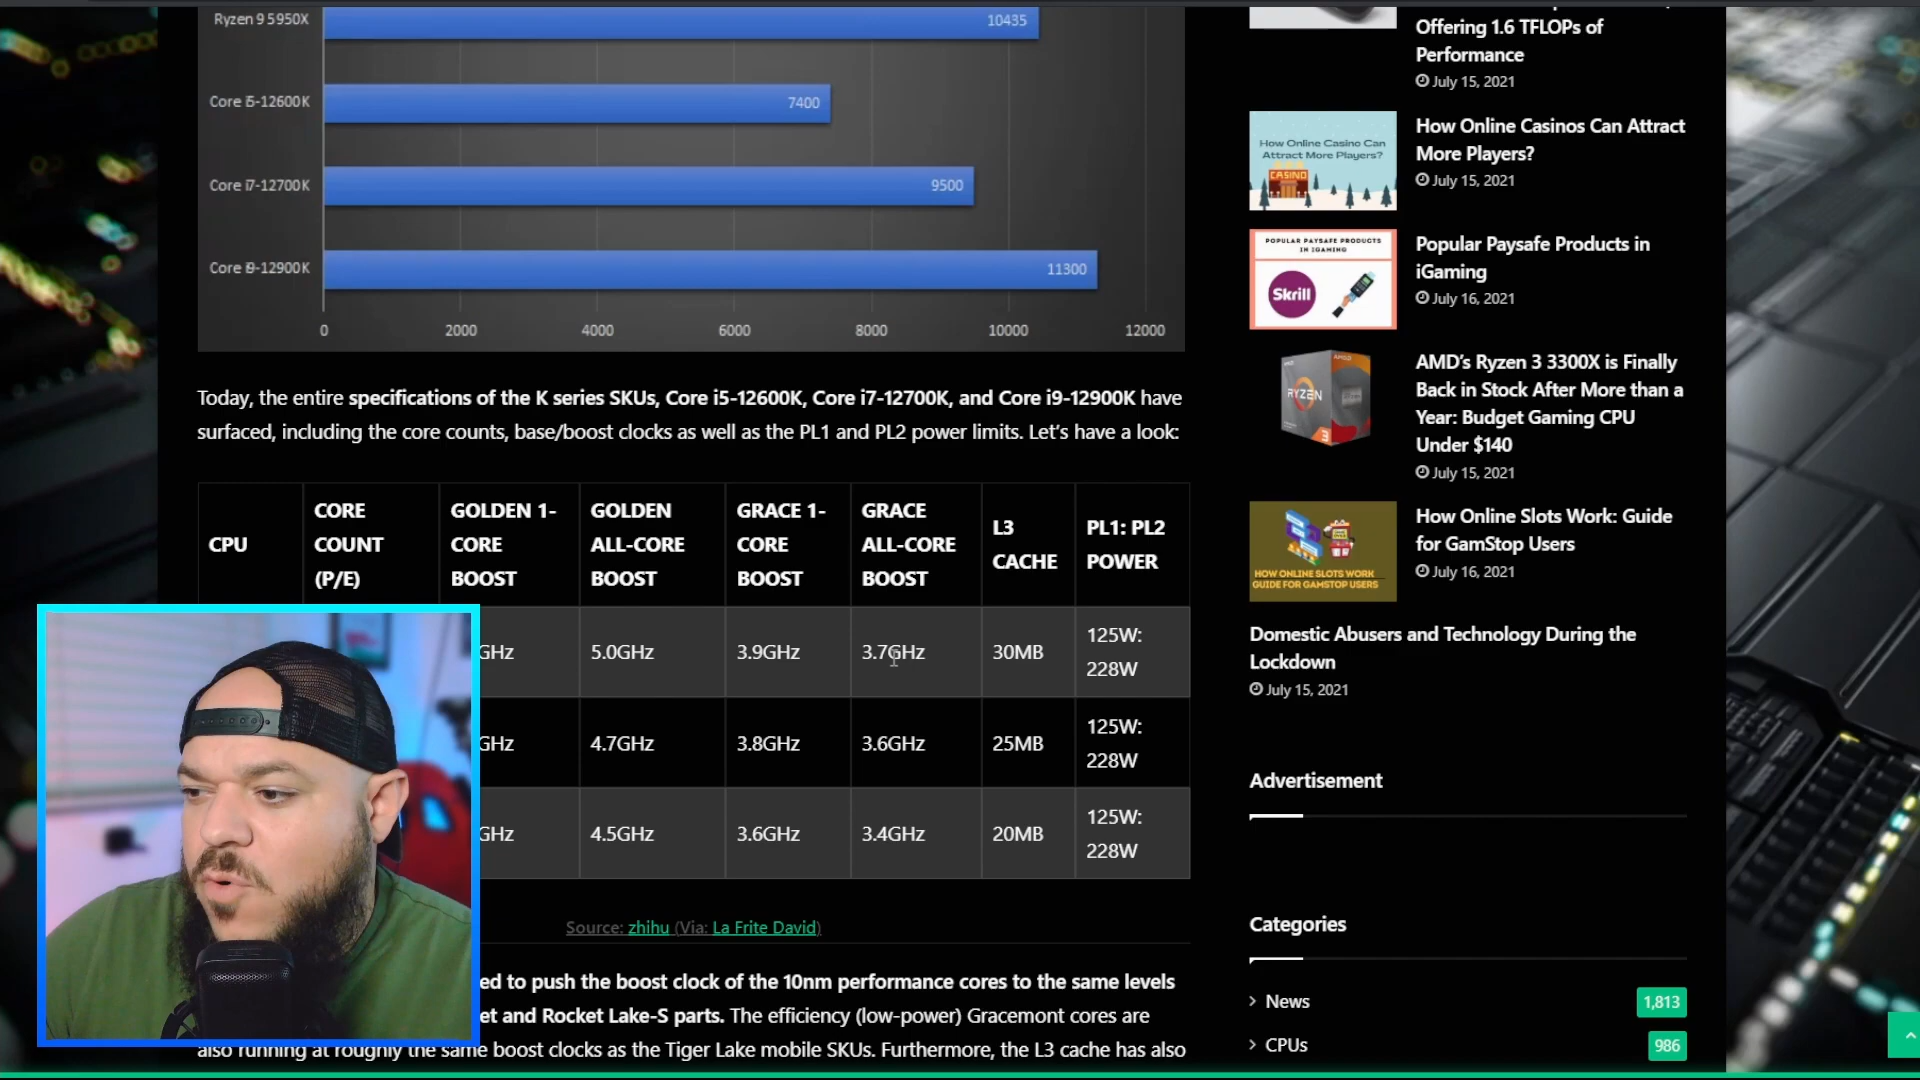 Ryzen 9 5950X
10435
Core i5-12600K
7400
Core i7-12700K
9500
Core i9-12900K
11300
0 2000 4000 6000 8000 10000 12000
Today, the entire specifications of the K series SKUs, Core i5-12600K, Core i7-12700K, and Core i9-12900K have
surfaced, including the core counts, base/boost clocks as well as the PL1 and PL2 power limits. Let's have a look:
CPU
CORE
COUNT
(P/E)
GOLDEN 1-
CORE
BOOST
GOLDEN
ALL-CORE
BOOST
GRACE 1-
CORE
BOOST
GRACE
ALL-CORE
BOOST
L3
CACHE
PL1: PL2
POWER
GHz 5.0GHz 3.9GHz 3.7GHz 30MB 125W:
228W
GHz 4.7GHz 3.8GHz 3.6GHz 25MB 125W:
228W
GHz 4.5GHz 3.6GHz 3.4GHz 20MB 125W:
228W
Source: zhihu (Via: La Frite David)
ed to push the boost clock of the 10nm performance cores to the same levels
et and Rocket Lake-S parts. The efficiency (low-power) Gracemont cores are
also running at roughly the same boost clocks as the Tiger Lake mobile SKUs. Furthermore, the L3 cache has also
Offering 1.6 TFLOPs of
Performance
July 15, 2021
How Online Casino Can
Attract More Players?
CASINO
How Online Casinos Can Attract
More Players?
July 15, 2021
POPULAR PAYSAFE PRODUCTS
IN IGAMING
Skrill
Popular Paysafe Products in
iGaming
July 16, 2021
RYZEN
3
AMD's Ryzen 3 3300X is Finally
Back in Stock After More than a
Year: Budget Gaming CPU
Under $140
July 15, 2021
HOW ONLINE SLOTS WORK
GUIDE FOR GAMSTOP USERS
How Online Slots Work: Guide
for GamStop Users
July 16, 2021
Domestic Abusers and Technology During the
Lockdown
July 15, 2021
Advertisement
Categories
News 1,813
CPUs 986